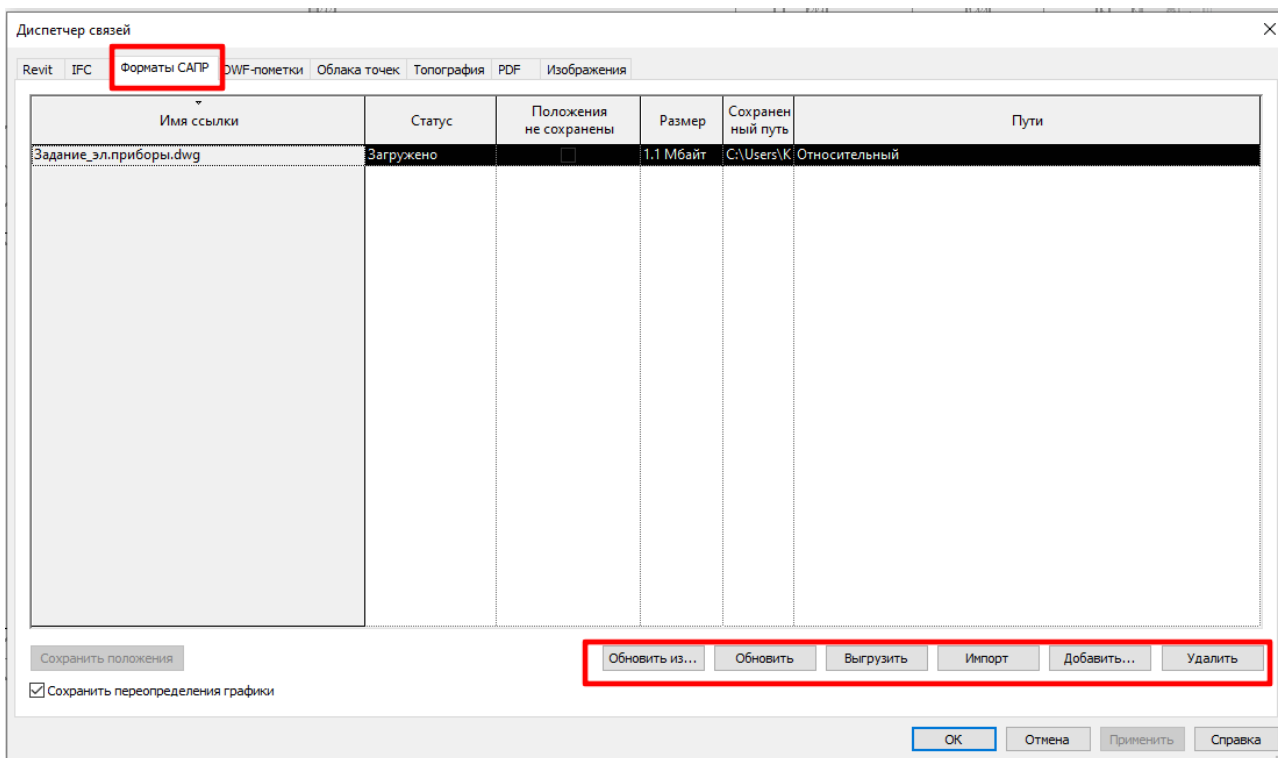 Диспетчер связей
Revit IFC Форматы САПР DWF-пометки Облака точек Топография PDF Изображения
Имя ссылки Статус Положения не сохранены Размер Сохранен ный путь Пути
Задание_эл.приборы.dwg Загружено 1.1 Мбайт C:\Users\K Относительный
Сохранить положения Обновить из... Обновить Выгрузить Импорт Добавить... Удалить
Сохранить переопределения графики
OK Отмена Применить Справка